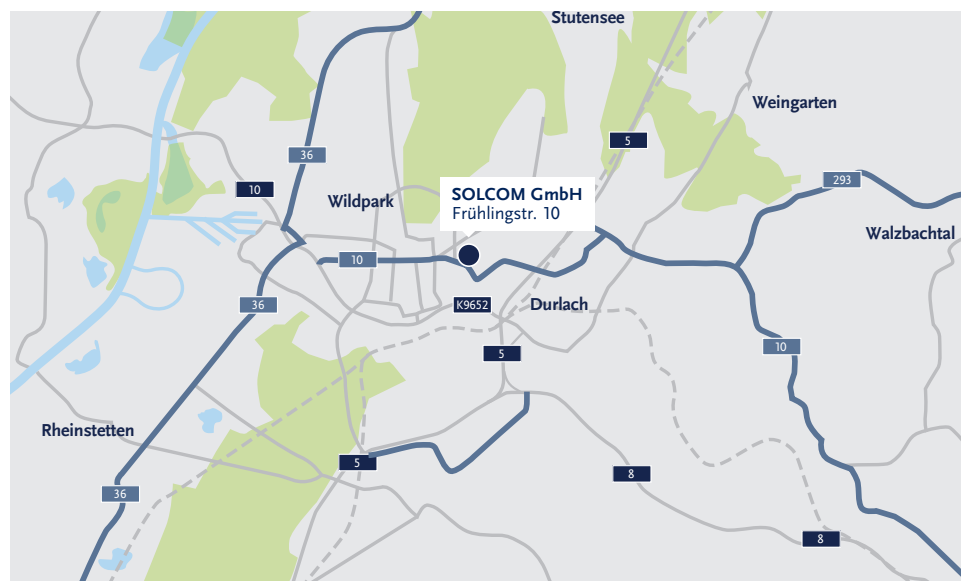 Stutensee
Weingarten
5
36
293
10
SOLCOM GmbH
Frühlingstr. 10
Wildpark
Walzbachtal
10
36
K9652
Durlach
10
5
Rheinstetten
5
8
36
8